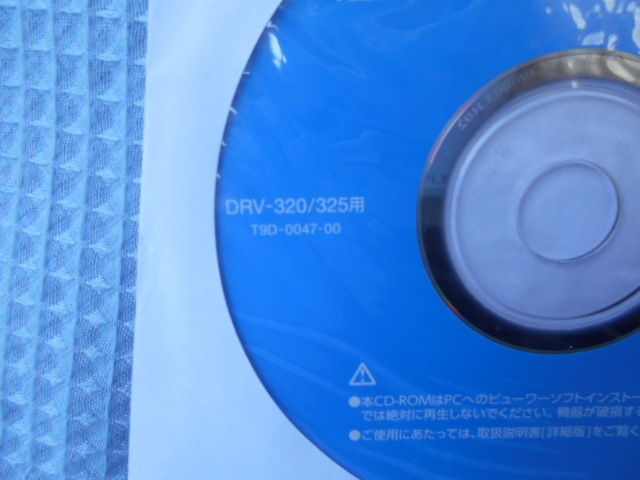 DRV-320/325用
T9D-0047-00
●本CD-ROMはPCへのビューワーソフトインストー
では絶対に再生しないでください。機器が破損する
●ご使用にあたっては、取扱説明書[詳細版]をご覧く